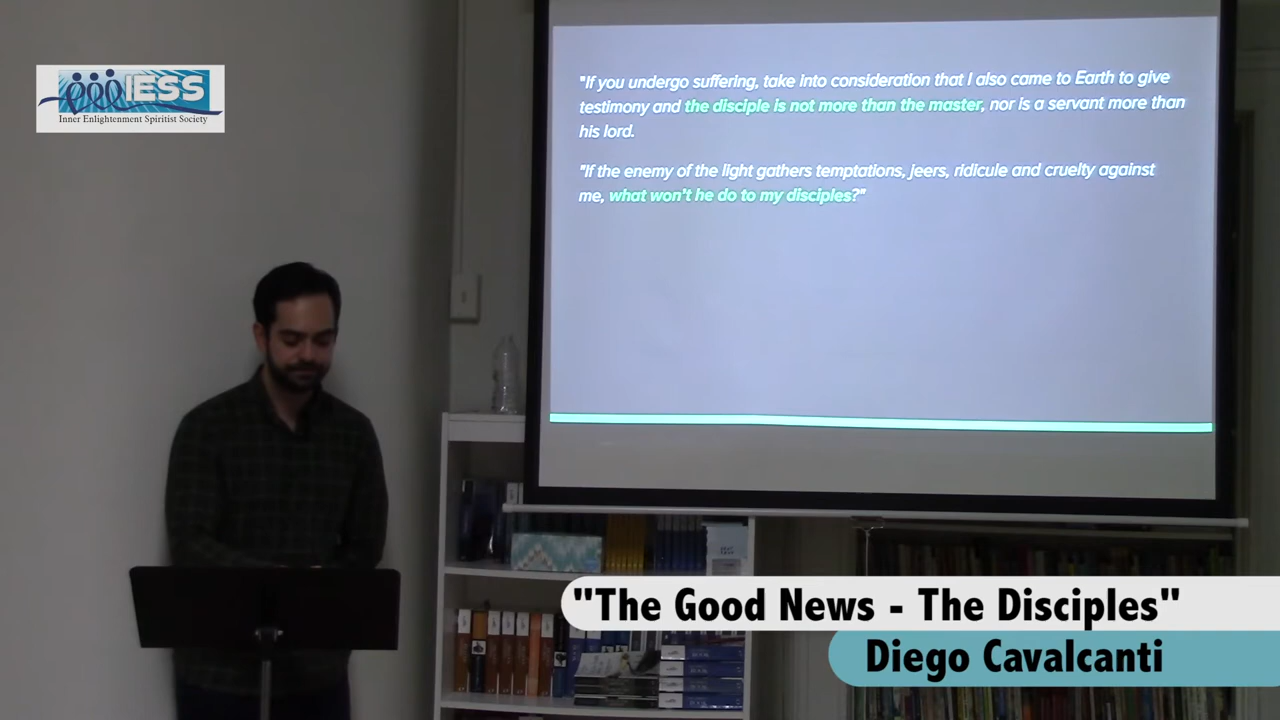 IESS
Inner Enlightenment Spiritist Society
"If you undergo suffering, take into consideration that I also came to Earth to give
testimony and the disciple is not more than the master, nor is a servant more than
his lord.
"If the enemy of the light gathers temptations, jeers, ridicule and cruelty against
me, what won't he do to my disciples?"
"The Good News - The Disciples"
Diego Cavalcanti